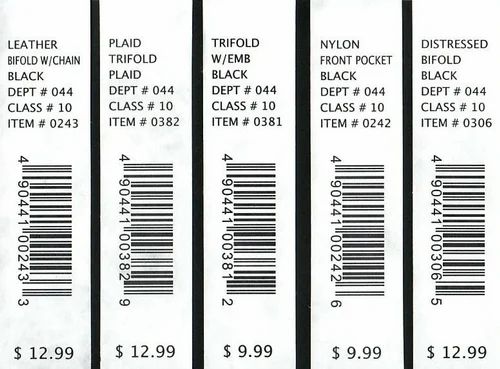 LEATHER
BIFOLD W/CHAIN
BLACK
DEPT # 044
CLASS # 10
ITEM # 0243
4 90441 00243 3
$ 12.99
PLAID
TRIFOLD
PLAID
DEPT # 044
CLASS # 10
ITEM # 0382
4 90441 00382 9
$ 12.99
TRIFOLD
W/EMB
BLACK
DEPT # 044
CLASS # 10
ITEM # 0381
4 90441 00381 2
$ 9.99
NYLON
FRONT POCKET
BLACK
DEPT # 044
CLASS # 10
ITEM # 0242
4 90441 00242 6
$ 9.99
DISTRESSED
BIFOLD
BLACK
DEPT # 044
CLASS # 10
ITEM # 0306
4 90441 00306 5
$ 12.99